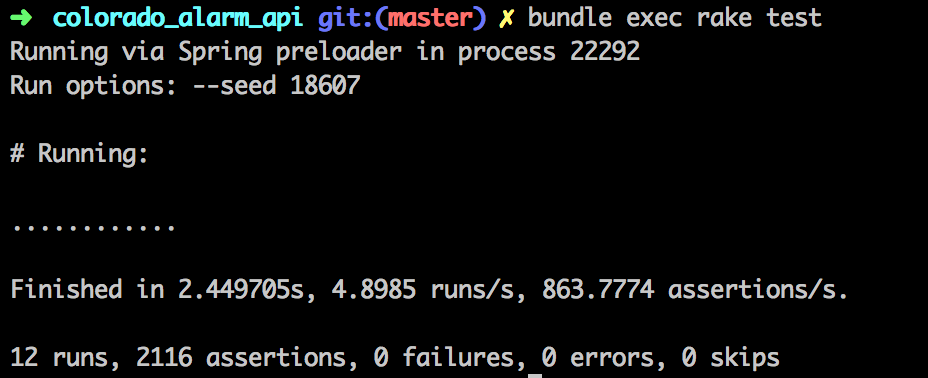 ➜ colorado_alarm_api git:(master) ✗ bundle exec rake test
Running via Spring preloader in process 22292
Run options: --seed 18607
# Running:
............
Finished in 2.449705s, 4.8985 runs/s, 863.7774 assertions/s.
12 runs, 2116 assertions, 0 failures, 0 errors, 0 skips